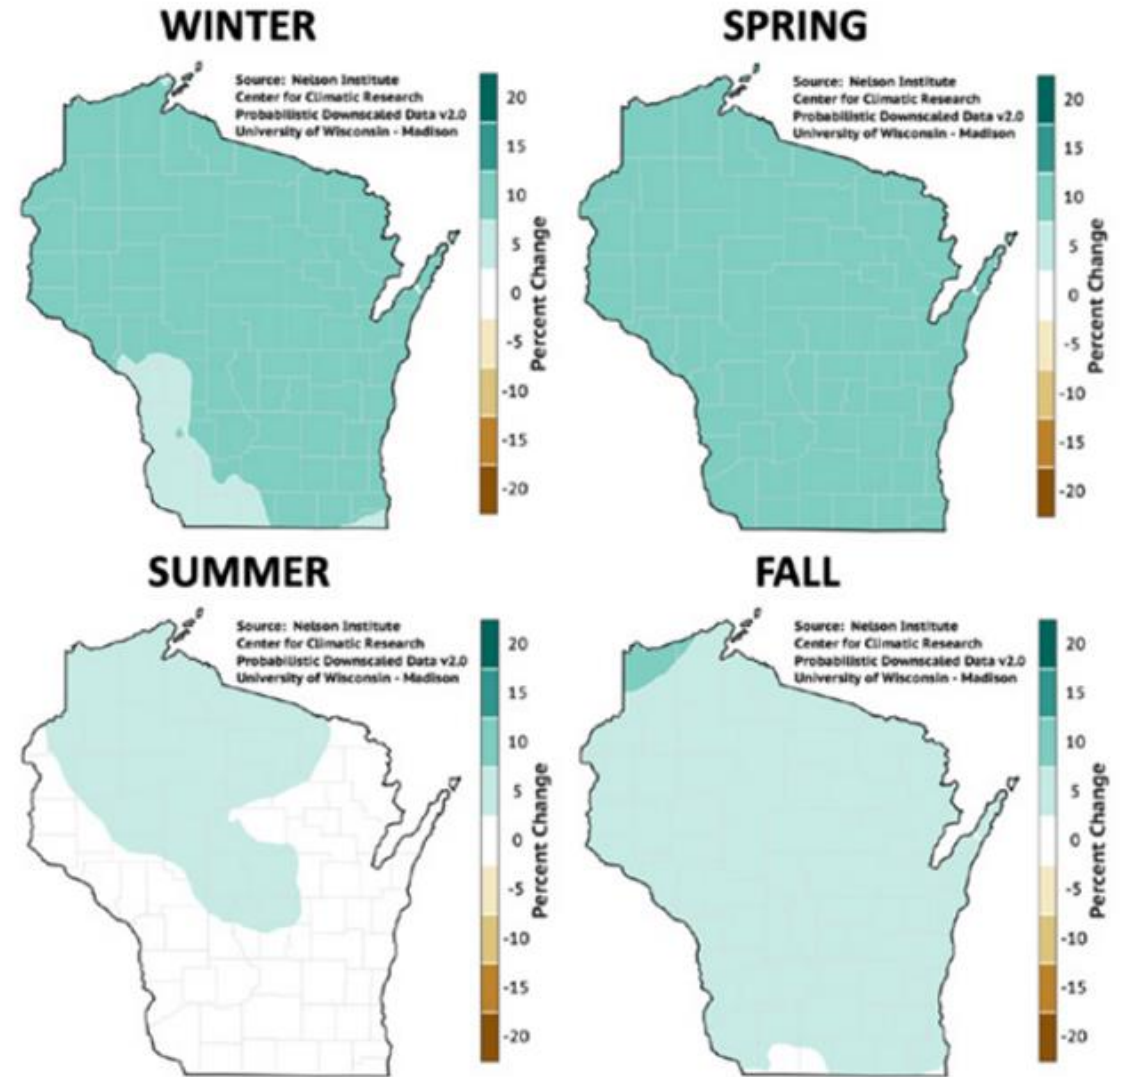 WINTER
Source: Nelson Institute
Center for Climatic Research
Probabilistic Downscaled Data v2.0
University of Wisconsin - Madison
20
15
10
5
0
-5
-10
-15
-20
Percent Change
SPRING
Source: Nelson Institute
Center for Climatic Research
Probabilistic Downscaled Data v2.0
University of Wisconsin - Madison
20
15
10
5
0
-5
-10
-15
-20
Percent Change
SUMMER
Source: Nelson Institute
Center for Climatic Research
Probabilistic Downscaled Data v2.0
University of Wisconsin - Madison
20
15
10
5
0
-5
-10
-15
-20
Percent Change
FALL
Source: Nelson Institute
Center for Climatic Research
Probabilistic Downscaled Data v2.0
University of Wisconsin - Madison
20
15
10
5
0
-5
-10
-15
-20
Percent Change